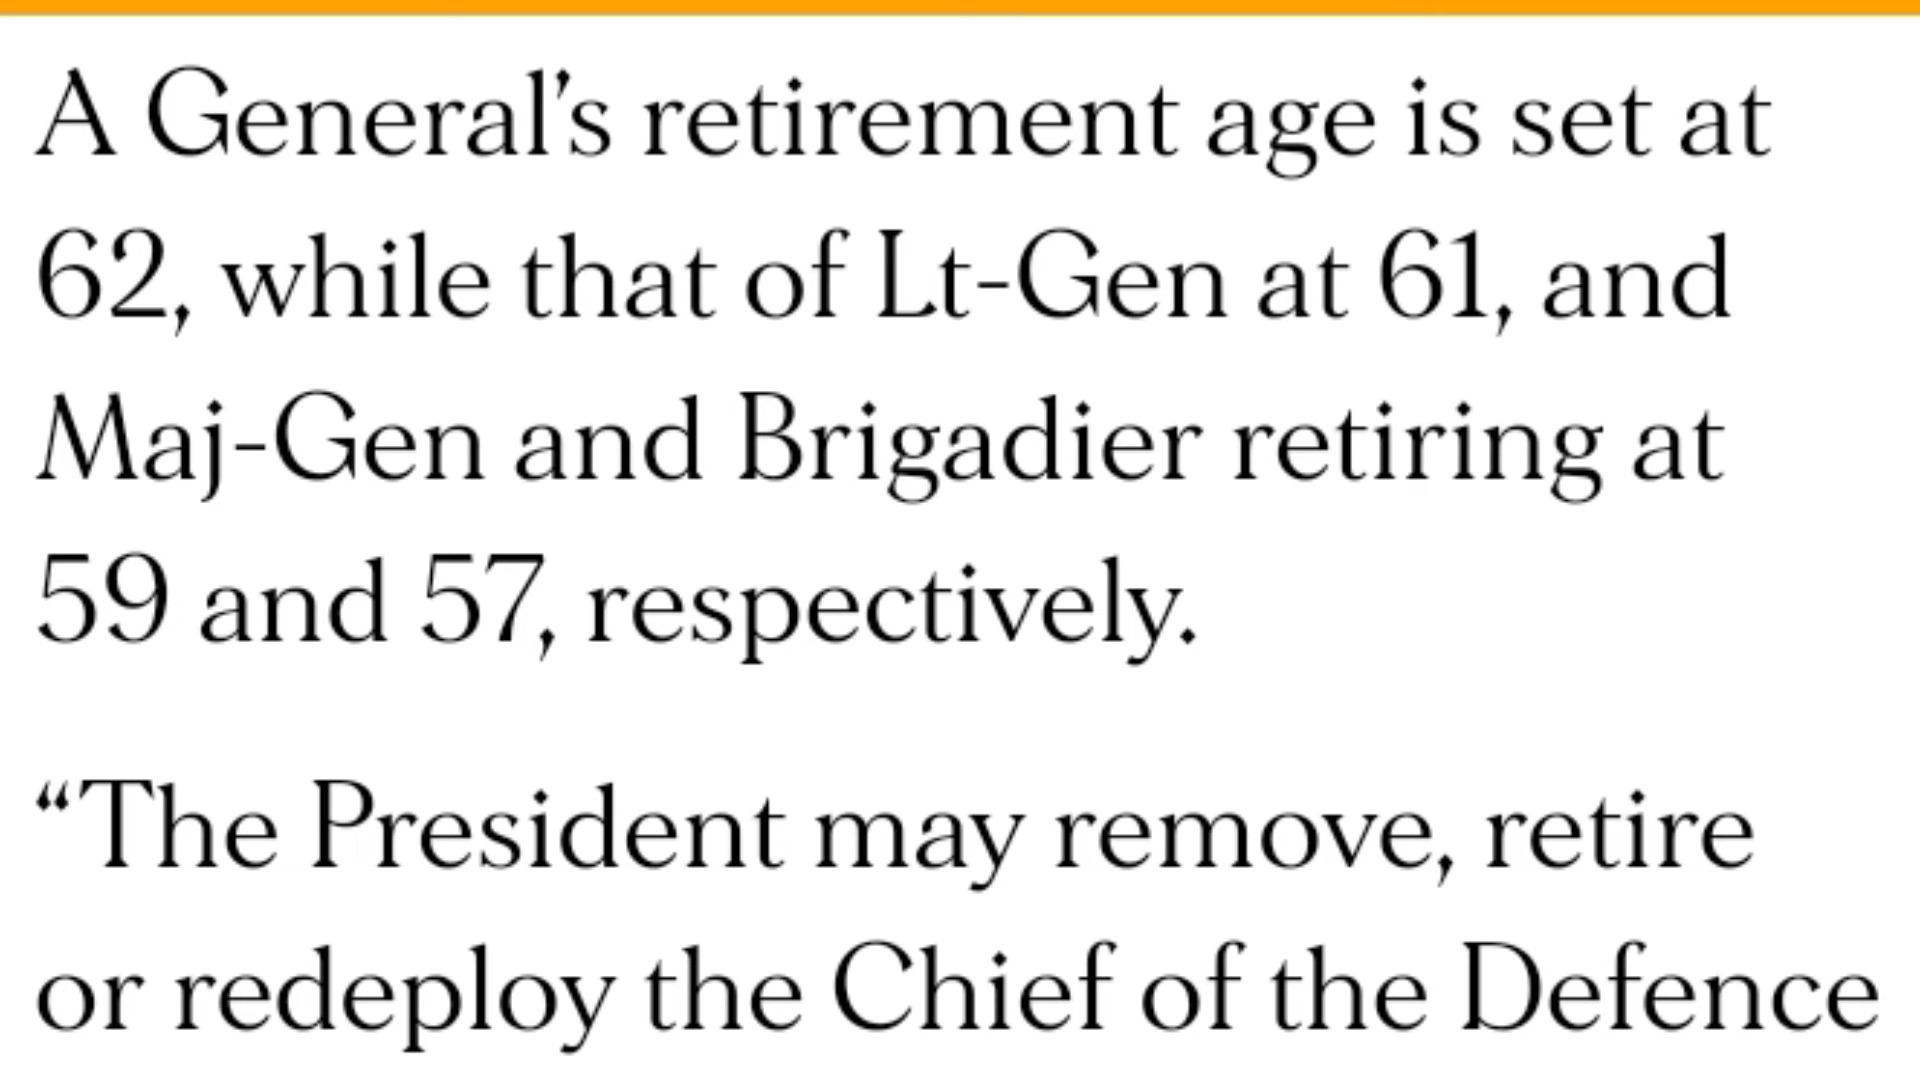 A General’s retirement age is set at
62, while that of Lt-Gen at 61, and
Maj-Gen and Brigadier retiring at
59 and 57, respectively.
“The President may remove, retire
or redeploy the Chief of the Defence